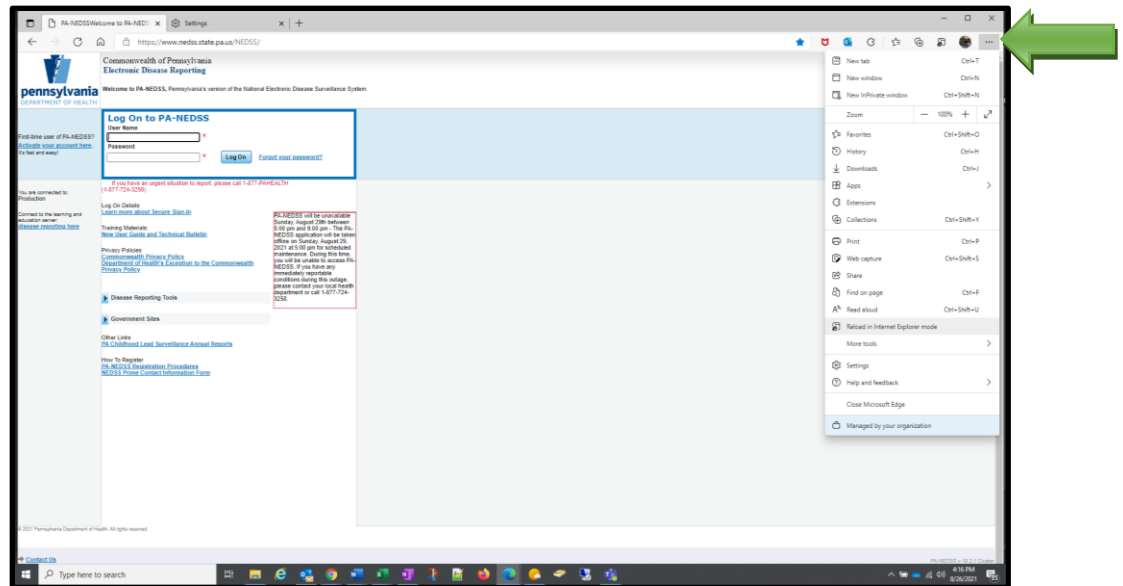 PA-NEDSSWelcome to PA-NEDS
Settings
https://www.nedss.state.pa.us/NEDSS/
pennsylvania
DEPARTMENT OF HEALTH
Commonwealth of Pennsylvania
Electronic Disease Reporting
Welcome to PA-NEDSS, Pennsylvania's version of the National Electronic Disease Surveillance System.
First-time user of PA-NEDSS?
Activate your account here.
It's fast and easy!
Log On to PA-NEDSS
User Name
*
Password
*
Log On
Forgot your password?
You are connected to:
Production
Connect to the learning and
education server:
disease reporting here
If you have an urgent situation to report, please call 1-877-PAHEALTH
(1-877-724-3258)
Log On Details:
Learn more about Secure Sign-In
Training Materials:
New User Guide and Technical Bulletin
Privacy Policies
Commonwealth Privacy Policy
Department of Health's Exception to the Commonwealth
Privacy Policy
PA-NEDSS will be unavailable
Sunday, August 29th between
5:00 pm and 9:00 pm - The PA-
NEDSS application will be taken
offline on Sunday, August 29,
2021 at 5:00 pm for scheduled
maintenance. During this time,
you will be unable to access PA-
NEDSS. If you have any
immediately reportable
conditions during this outage,
please contact your local health
department or call 1-877-724-
3258.
Disease Reporting Tools
Government Sites
Other Links
PA Childhood Lead Surveillance Annual Reports
How To Register
PA-NEDSS Registration Procedures
NEDSS Prime Contact Information Form
© 2021 Pennsylvania Department of Health. All rights reserved.
Contact Us
New tab Ctrl+T
New window Ctrl+N
New InPrivate window Ctrl+Shift+N
Zoom — 100% +
Favorites Ctrl+Shift+O
History Ctrl+H
Downloads Ctrl+J
Apps
Extensions
Collections Ctrl+Shift+Y
Print Ctrl+P
Web capture Ctrl+Shift+S
Share
Find on page Ctrl+F
Read aloud Ctrl+Shift+U
Reload in Internet Explorer mode
More tools
Settings
Help and feedback
Close Microsoft Edge
Managed by your organization
Type here to search
4:16 PM
8/26/2021